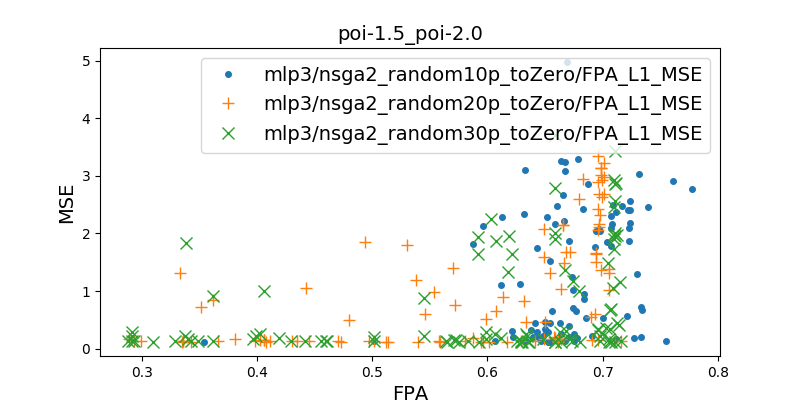 poi-1.5_poi-2.0
mlp3/nsga2_random10p_toZero/FPA_L1_MSE
mlp3/nsga2_random20p_toZero/FPA_L1_MSE
mlp3/nsga2_random30p_toZero/FPA_L1_MSE
MSE
5
4
3
2
1
0
0.3 0.4 0.5 0.6 0.7 0.8
FPA